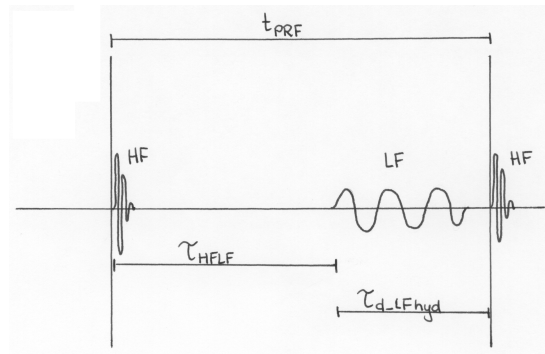 t_PRF
HF
LF
HF
τ_HFLF
τ_d_LFhyd